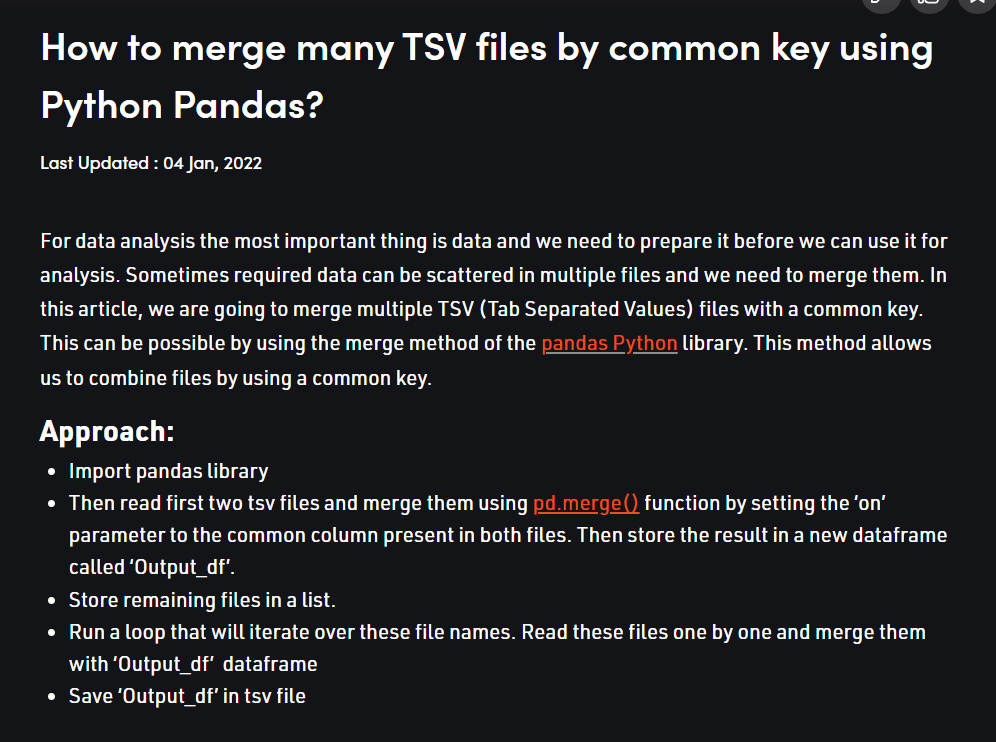 How to merge many TSV files by common key using
Python Pandas?
Last Updated : 04 Jan, 2022
For data analysis the most important thing is data and we need to prepare it before we can use it for
analysis. Sometimes required data can be scattered in multiple files and we need to merge them. In
this article, we are going to merge multiple TSV (Tab Separated Values) files with a common key.
This can be possible by using the merge method of the pandas Python library. This method allows
us to combine files by using a common key.
Approach:
• Import pandas library
• Then read first two tsv files and merge them using pd.merge() function by setting the ‘on’
parameter to the common column present in both files. Then store the result in a new dataframe
called ‘Output_df’.
• Store remaining files in a list.
• Run a loop that will iterate over these file names. Read these files one by one and merge them
with ‘Output_df’  dataframe
• Save ‘Output_df’ in tsv file